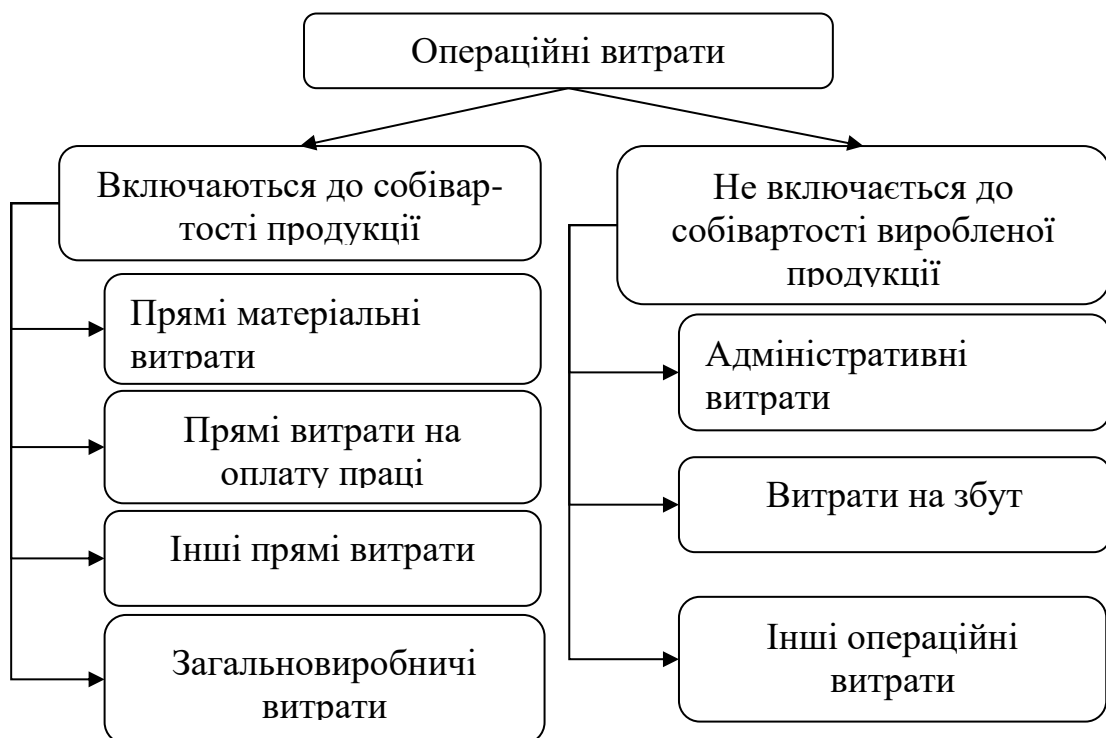 Операційні витрати
Включаються до собівар-
тості продукції
Прямі матеріальні
витрати
Прямі витрати на
оплату праці
Інші прямі витрати
Загальновиробничі
витрати
Не включається до
собівартості виробленої
продукції
Адміністративні
витрати
Витрати на збут
Інші операційні
витрати